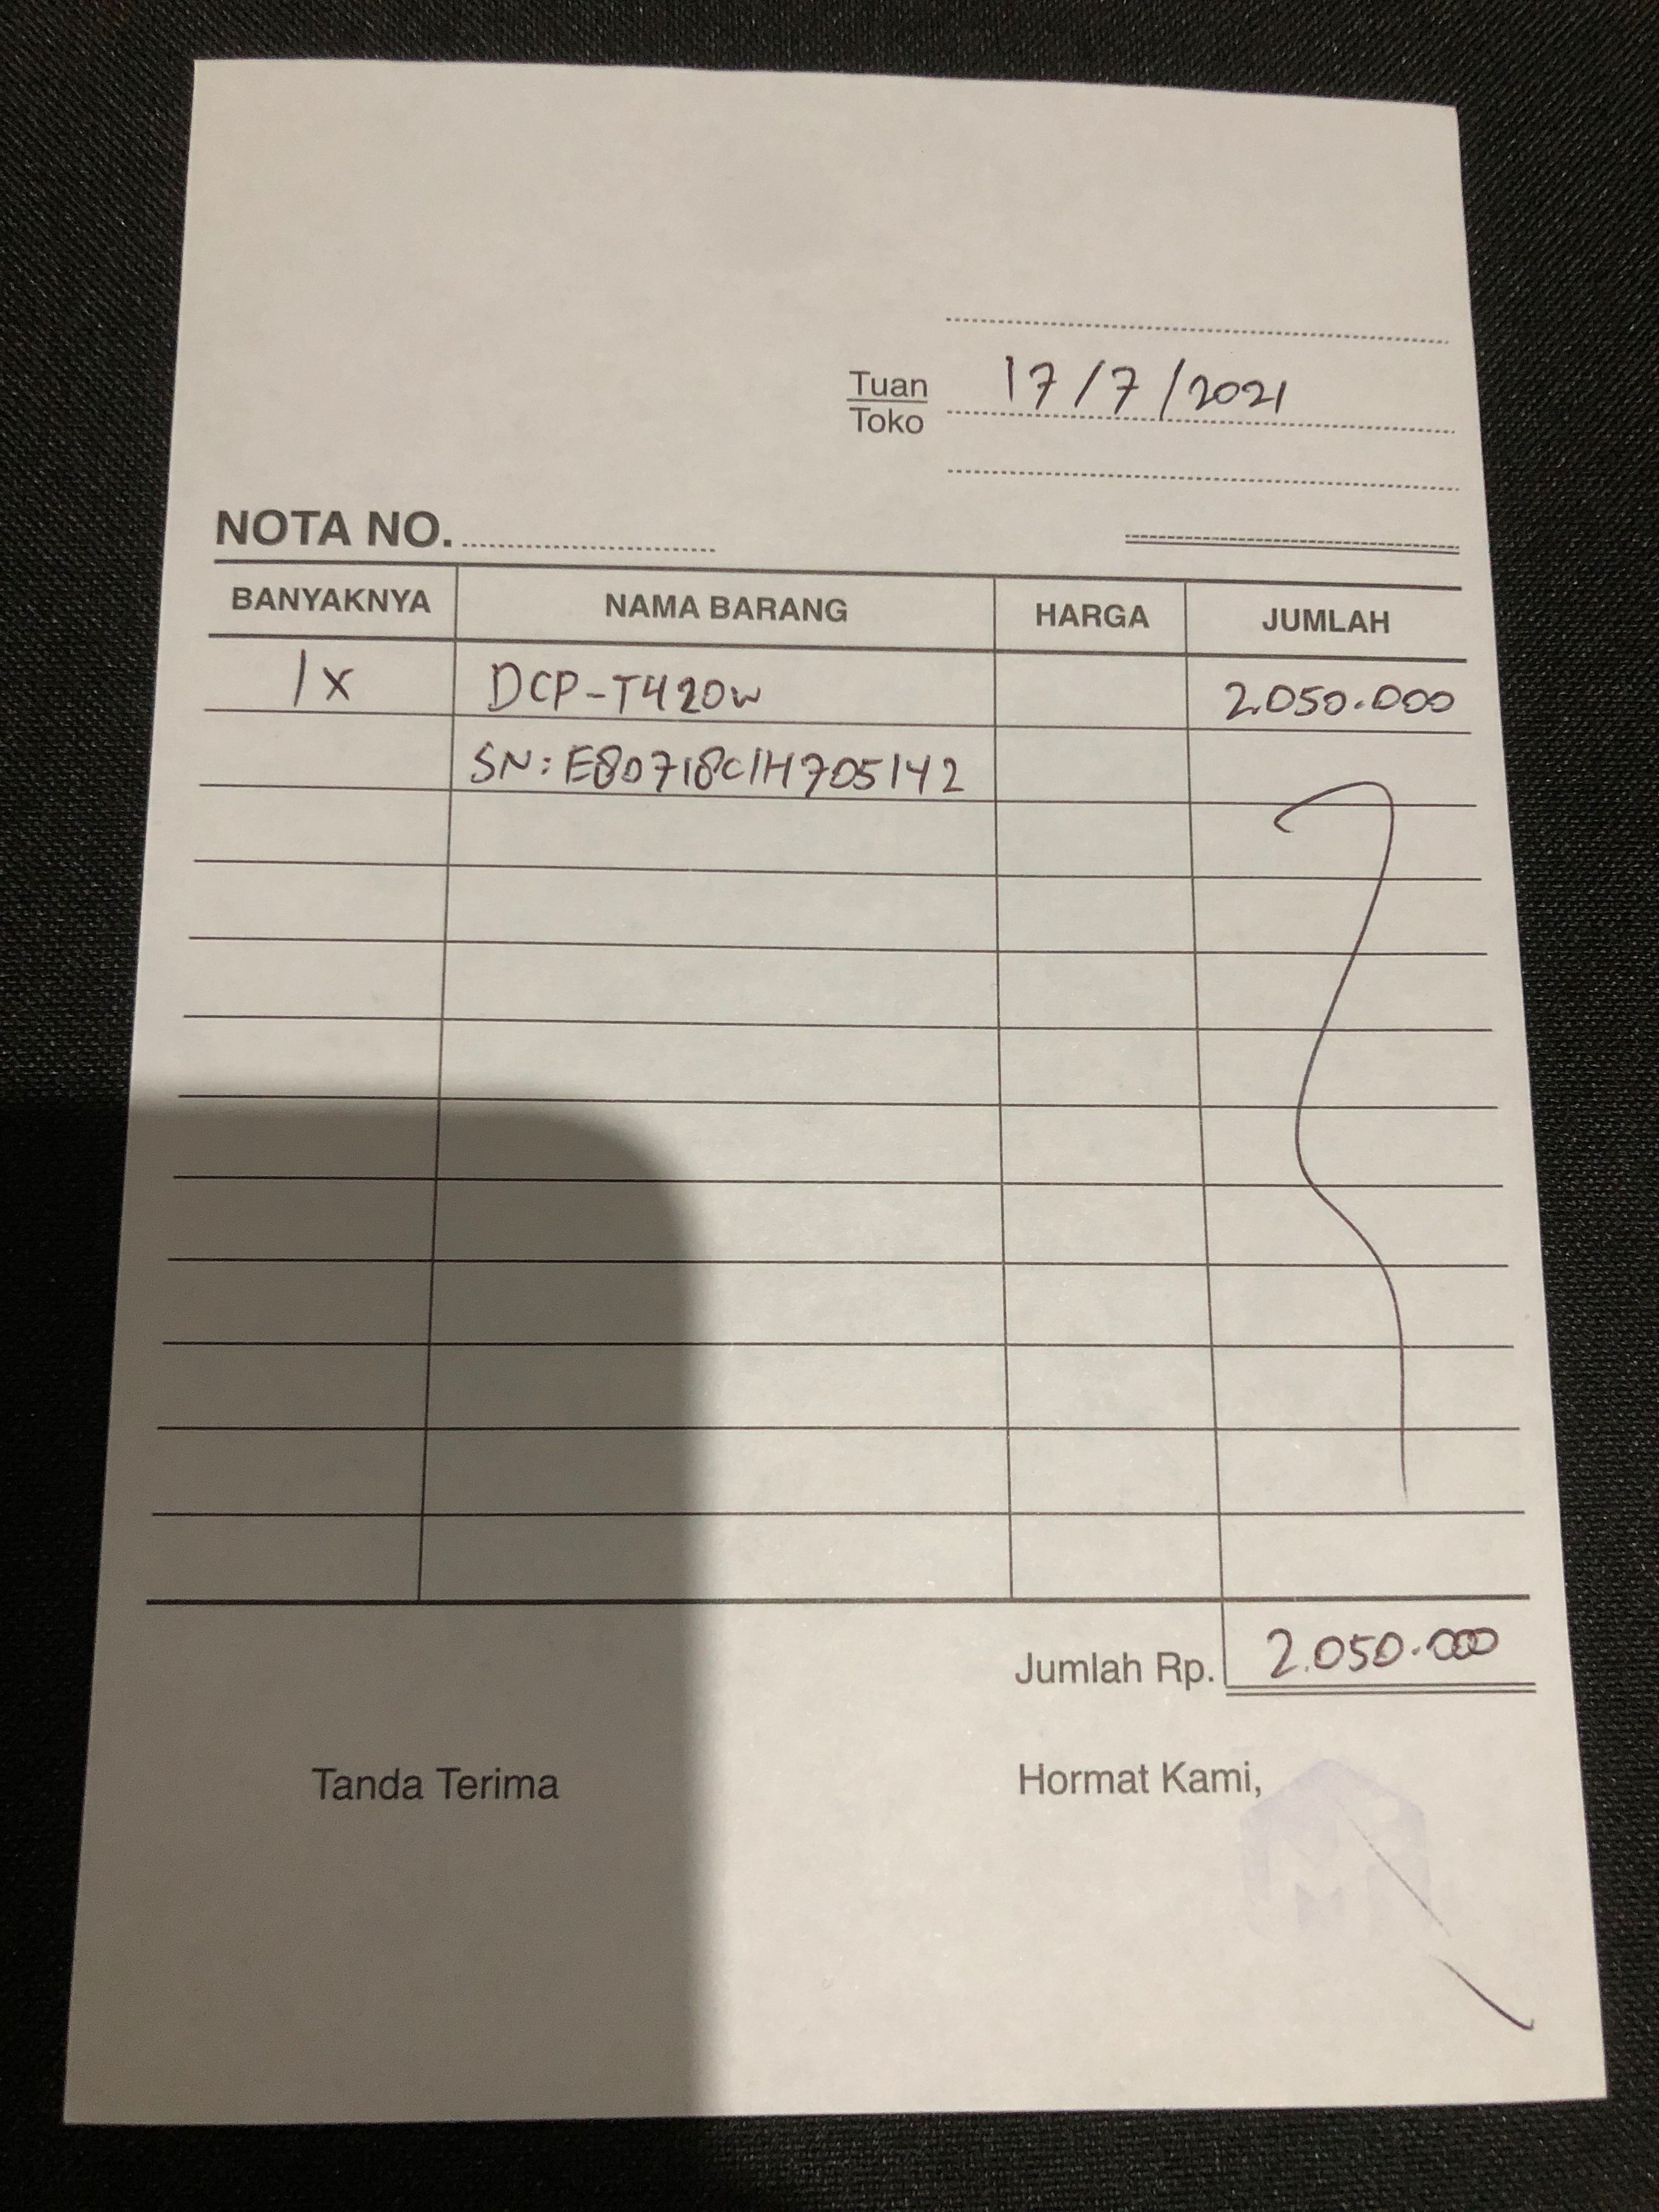 17/7/2021
Tuan
Toko
NOTA NO.
BANYAKNYA NAMA BARANG HARGA JUMLAH
1x DCP-T420W 2.050.000
SN: E80718C1H705142
Jumlah Rp. 2.050.000
Tanda Terima Hormat Kami,